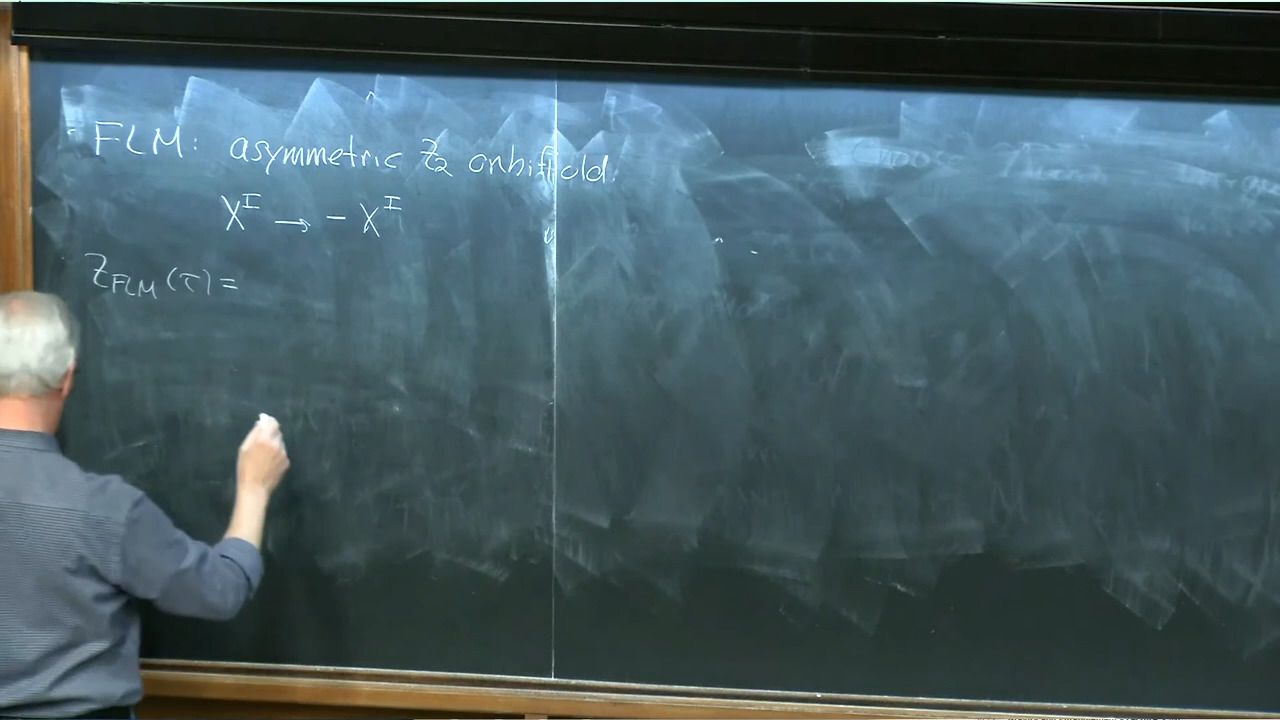 FLM: asymmetric Z₂ orbifold.
X^I → - X^I
Z_FLM (τ) =